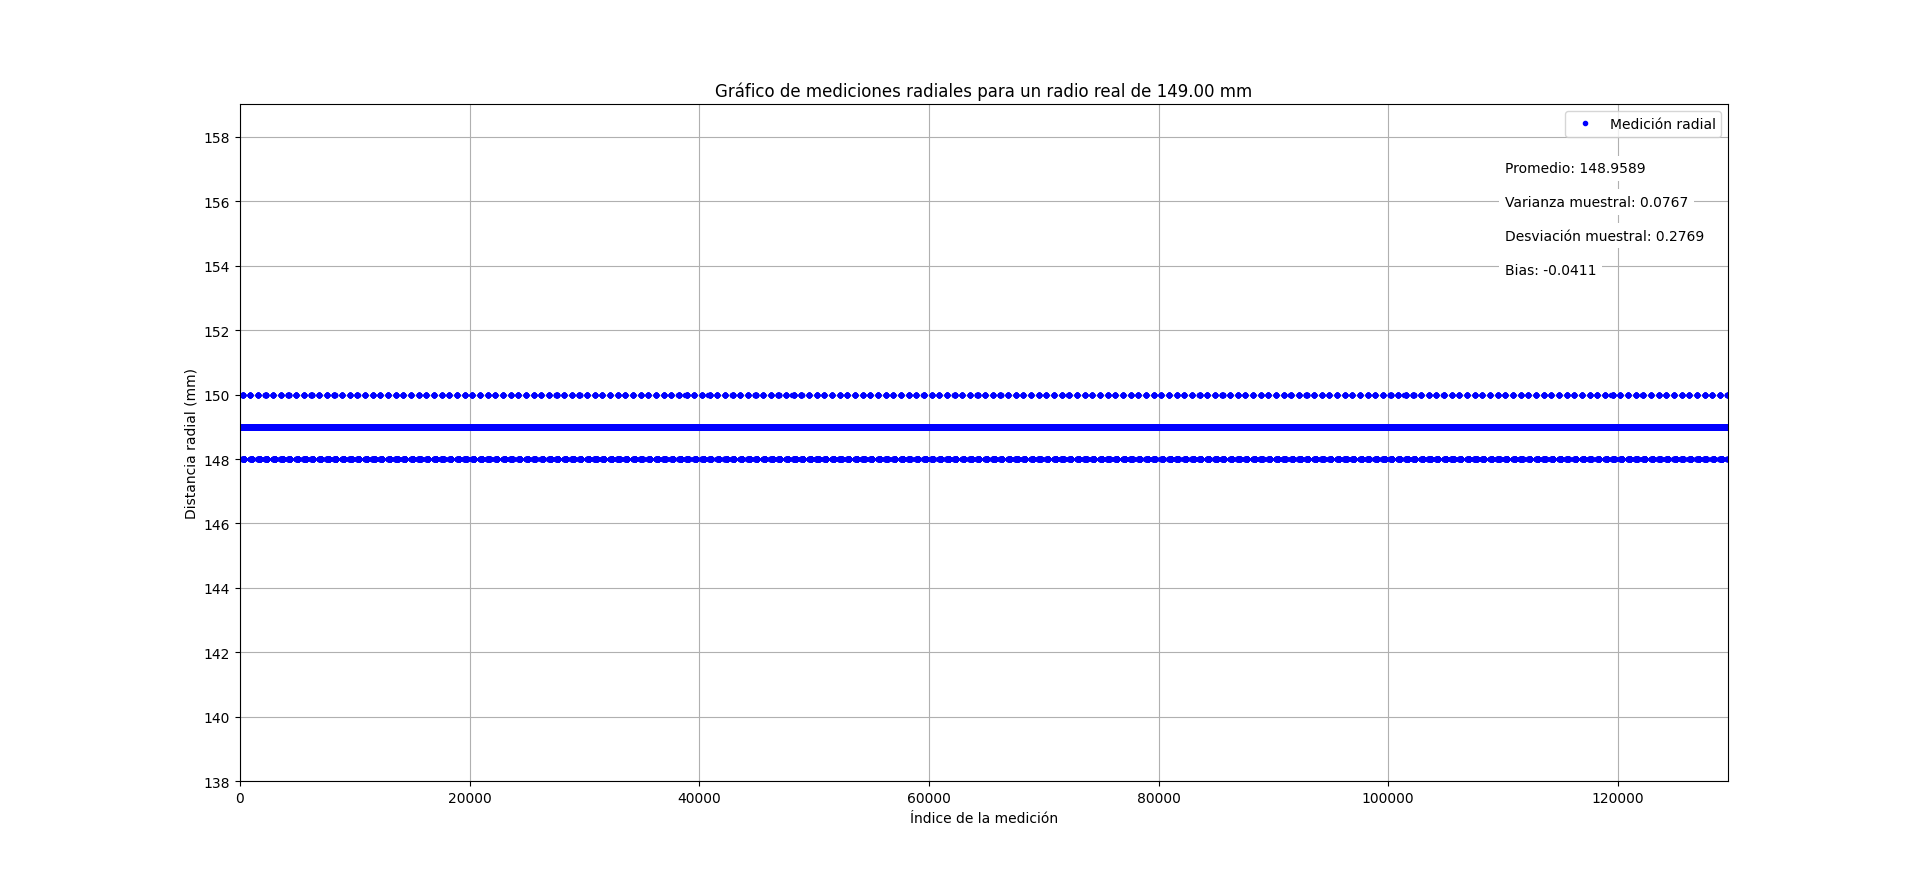 Gráfico de mediciones radiales para un radio real de 149.00 mm
Medición radial
Promedio: 148.9589
Varianza muestral: 0.0767
Desviación muestral: 0.2769
Bias: -0.0411
Distancia radial (mm)
158
156
154
152
150
148
146
144
142
140
138
0 20000 40000 60000 80000 100000 120000
Índice de la medición